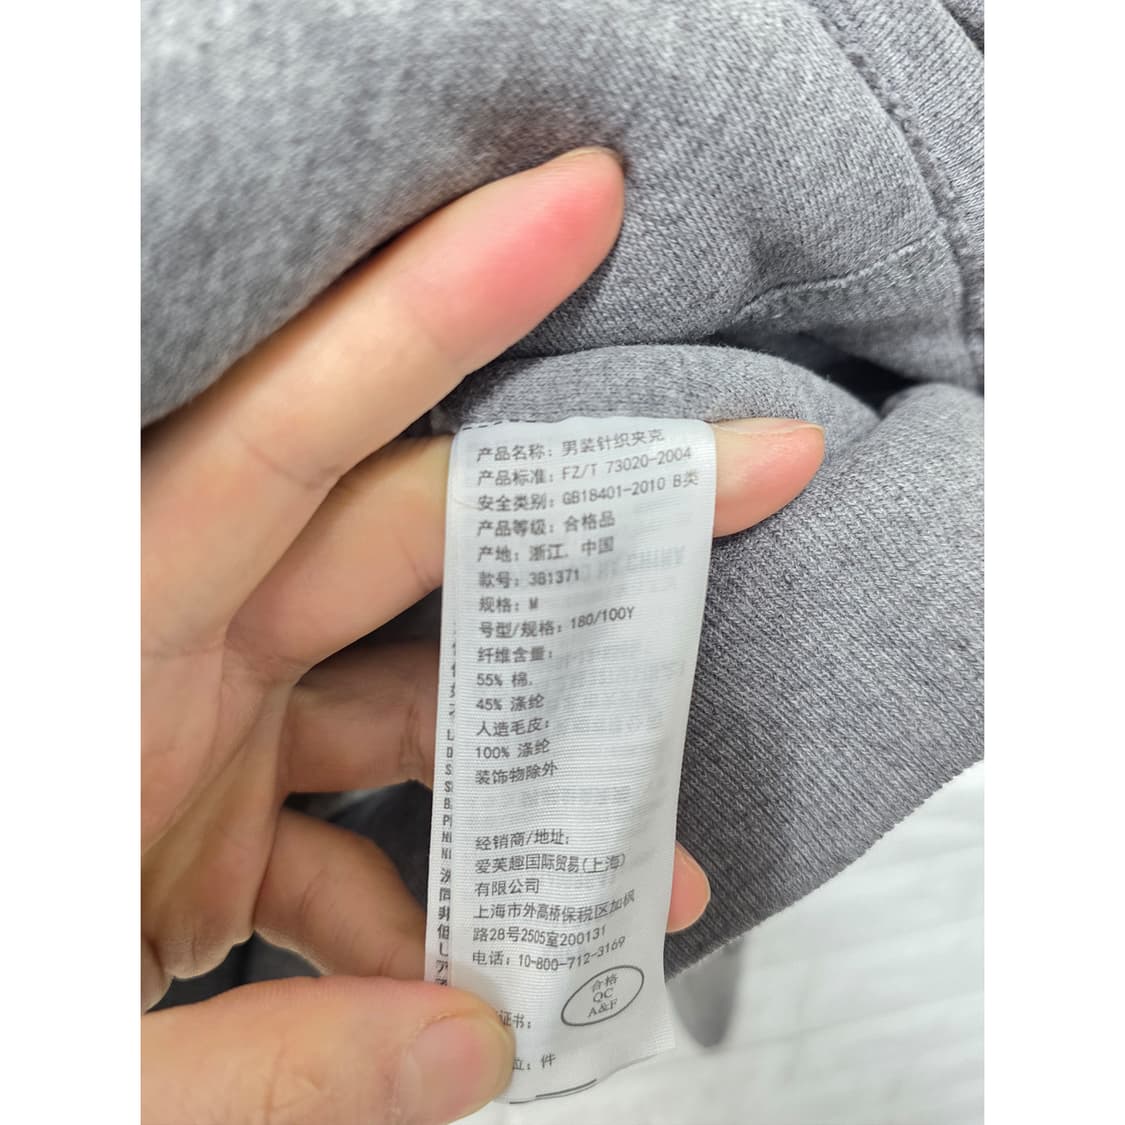 产品名称：男装针织夹克
产品标准：FZ/T 73020-2004
安全类别：GB18401-2010 B类
产品等级：合格品
产地：浙江，中国
款号：381371
规格：M
号型/规格：180/100Y
纤维含量：
55% 棉，
45% 涤纶
人造毛皮：
100% 涤纶
装饰物除外
经销商/地址：
爱芙趣国际贸易(上海)
有限公司
上海市外高桥保税区加枫
路28号2505室200131
电话：10-800-712-3169
合格
QC
A&F
证书：
位：件